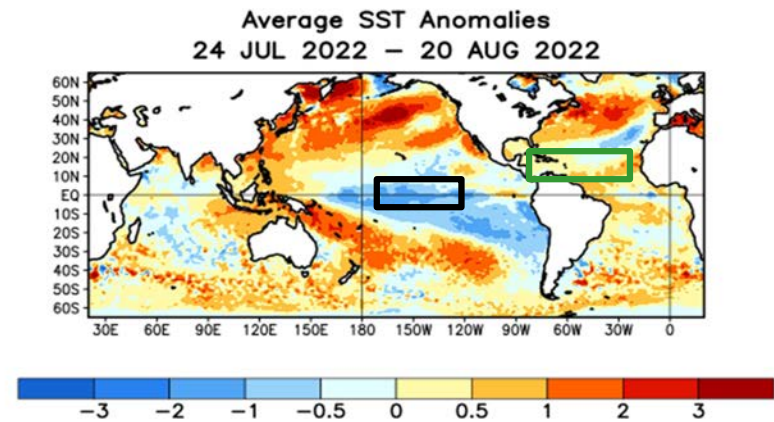 Average SST Anomalies
24 JUL 2022 – 20 AUG 2022
60N
50N
40N
30N
20N
10N
EQ
10S
20S
30S
40S
50S
60S
30E 60E 90E 120E 150E 180 150W 120W 90W 60W 30W 0
−3 −2 −1 −0.5 0 0.5 1 2 3